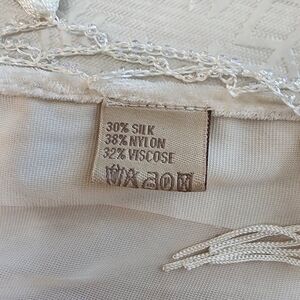 30% SILK
38% NYLON
32% VISCOSE